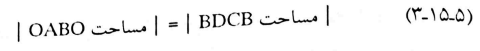 | OABO مساحت | = | BDCB مساحت |     (۳-۱۵-۵)